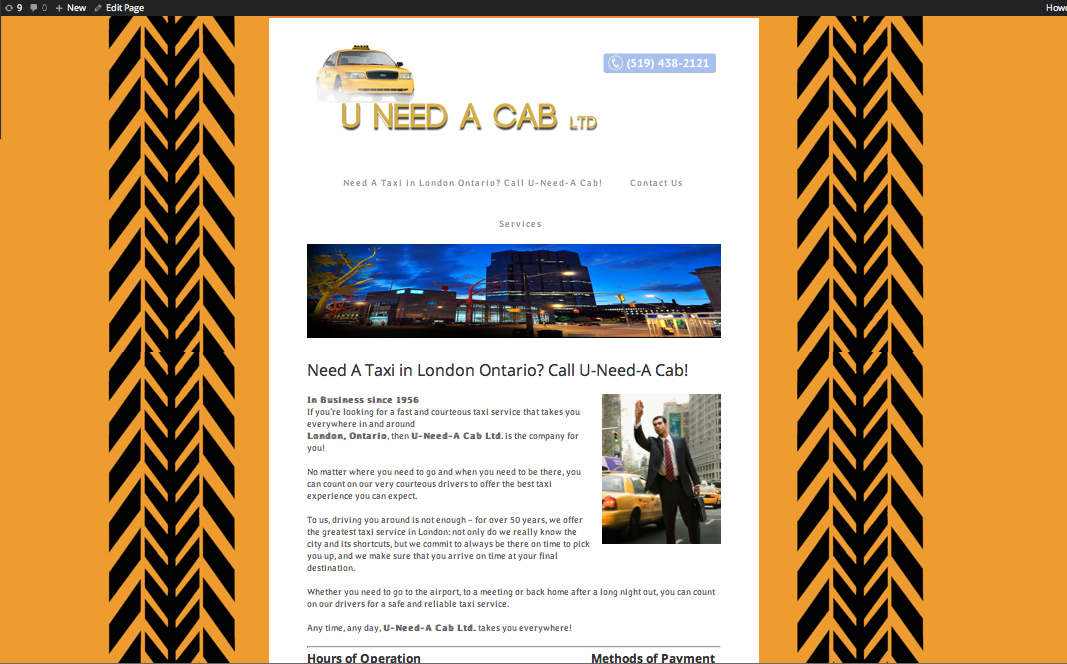 9 0 + New Edit Page How
(519) 438-2121
U NEED A CAB LTD
Need A Taxi in London Ontario? Call U-Need-A Cab! Contact Us
Services
Need A Taxi in London Ontario? Call U-Need-A Cab!
In Business since 1956
If you're looking for a fast and courteous taxi service that takes you
everywhere in and around
London, Ontario, then U-Need-A Cab Ltd. is the company for
you!
No matter where you need to go and when you need to be there, you
can count on our very courteous drivers to offer the best taxi
experience you can expect.
To us, driving you around is not enough – for over 50 years, we offer
the greatest taxi service in London: not only do we really know the
city and its shortcuts, but we commit to always be there on time to pick
you up, and we make sure that you arrive on time at your final
destination.
Whether you need to go to the airport, to a meeting or back home after a long night out, you can count
on our drivers for a safe and reliable taxi service.
Any time, any day, U-Need-A Cab Ltd. takes you everywhere!
Hours of Operation Methods of Payment